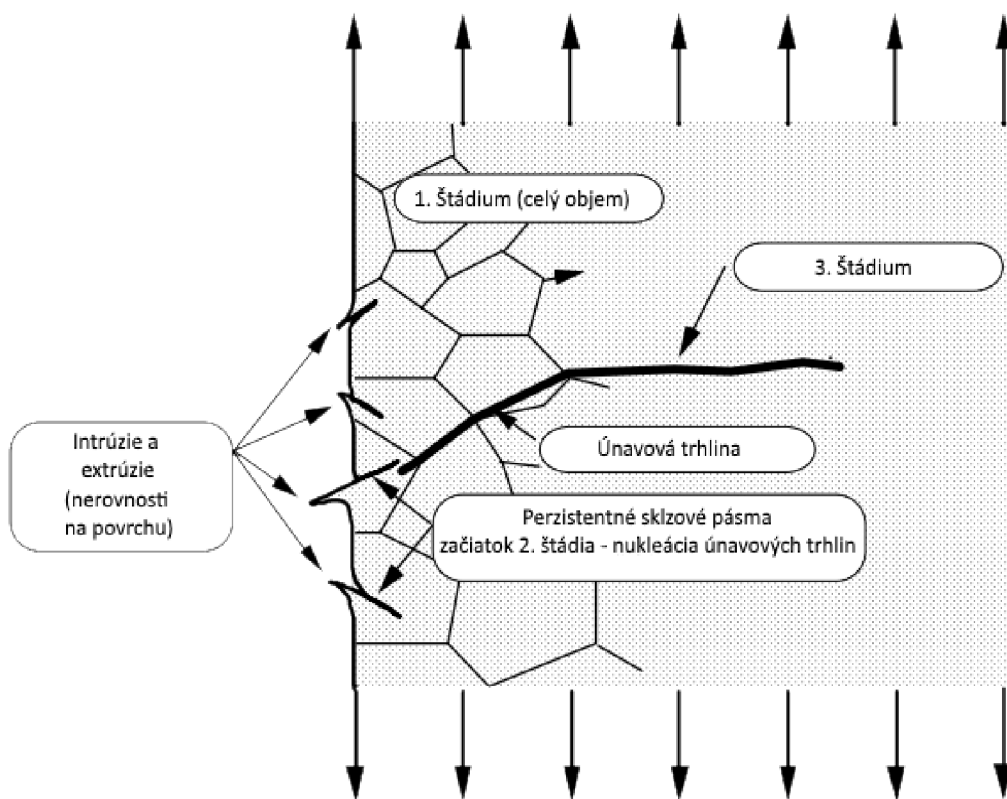 1. Štádium (celý objem)
3. Štádium
Intrúzie a
extrúzie
(nerovnosti
na povrchu)
Únavová trhlina
Perzistentné sklzové pásma
začiatok 2. štádia - nukleácia únavových trhlin